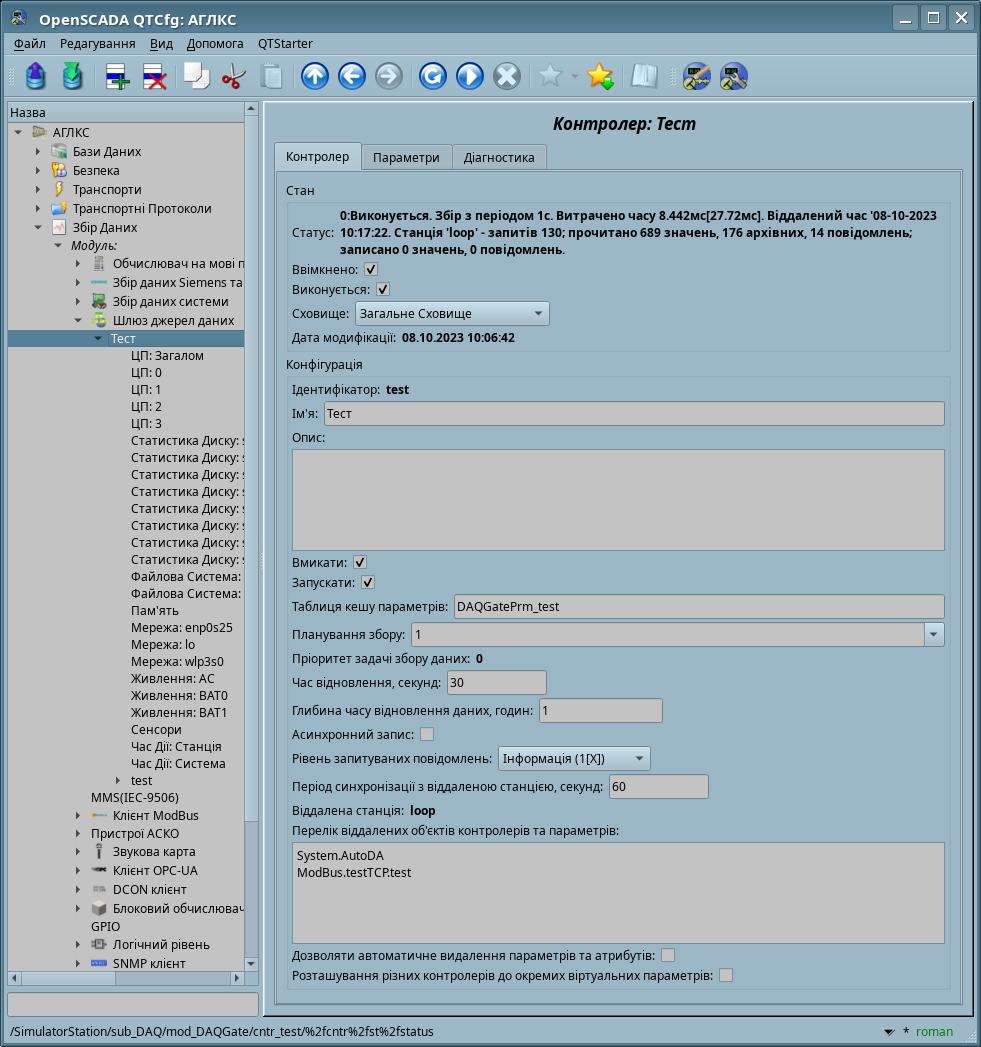 OpenSCADA QTCfg: АГЛКС
Файл Редагування Вид Допомога QTStarter
Назва
АГЛКС
Бази Даних
Безпека
Транспорти
Транспортні Протоколи
Збір Даних
Модуль:
Обчислювач на мові п
Збір даних Siemens та
Збір даних системи
Шлюз джерел даних
Тест
ЦП: Загалом
ЦП: 0
ЦП: 1
ЦП: 2
ЦП: 3
Статистика Диску: s
Статистика Диску: s
Статистика Диску: s
Статистика Диску: s
Статистика Диску: s
Статистика Диску: s
Статистика Диску: s
Статистика Диску: s
Файлова Система:
Файлова Система:
Пам'ять
Мережа: enp0s25
Мережа: lo
Мережа: wlp3s0
Живлення: AC
Живлення: BAT0
Живлення: BAT1
Сенсори
Час Дії: Станція
Час Дії: Система
test
MMS(IEC-9506)
Клієнт ModBus
Пристрої АСКО
Звукова карта
Клієнт OPC-UA
DCON клієнт
Блоковий обчислювач
GPIO
Логічний рівень
SNMP клієнт
Контролер: Тест
Контролер Параметри Діагностика
Стан
Статус: 0:Виконується. Збір з періодом 1с. Витрачено часу 8.442мс[27.72мс]. Віддалений час '08-10-2023
10:17:22. Станція 'loop' - запитів 130; прочитано 689 значень, 176 архівних, 14 повідомлень;
записано 0 значень, 0 повідомлень.
Ввімкнено:
Виконується:
Сховище: Загальне Сховище
Дата модифікації: 08.10.2023 10:06:42
Конфігурація
Ідентифікатор: test
Ім'я: Тест
Опис:
Вмикати:
Запускати:
Таблиця кешу параметрів: DAQGatePrm_test
Планування збору: 1
Пріоритет задачі збору даних: 0
Час відновлення, секунд: 30
Глибина часу відновлення даних, годин: 1
Асинхронний запис:
Рівень запитуваних повідомлень: Інформація (1[X])
Період синхронізації з віддаленою станцією, секунд: 60
Віддалена станція: loop
Перелік віддалених об'єктів контролерів та параметрів:
System.AutoDA
ModBus.testTCP.test
Дозволяти автоматичне видалення параметрів та атрибутів:
Розташування різних контролерів до окремих віртуальних параметрів:
/SimulatorStation/sub_DAQ/mod_DAQGate/cntr_test/%2fcntr%2fst%2fstatus * roman